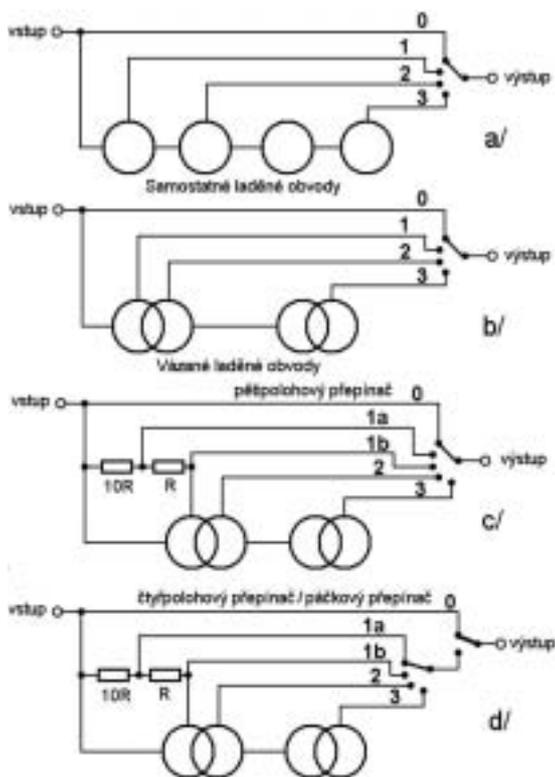 0
vstup
1
2
výstup
3
a/
Samostatné laděné obvody
0
vstup
1
2
výstup
3
b/
Vázané laděné obvody
pětipolohový přepínač 0
vstup
1a
1b
výstup
10R R
2
3
c/
čtyřpolohový přepínač / páčkový přepínač 0
vstup
1a
výstup
1b
10R R
2
3
d/